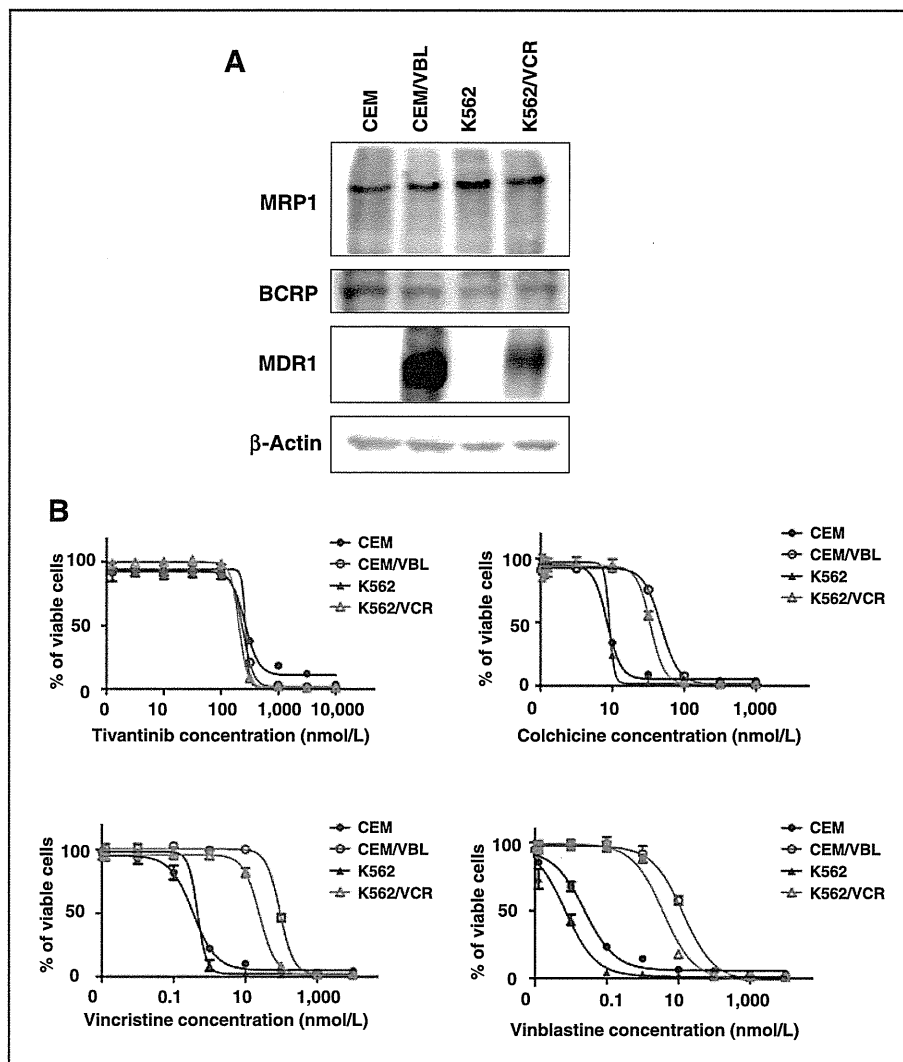 A
CEM
CEM/VBL
K562
K562/VCR
MRP1
BCRP
MDR1
β-Actin
B
% of viable cells
100
50
0
0 10 100 1,000 10,000
Tivantinib concentration (nmol/L)
CEM
CEM/VBL
K562
K562/VCR
% of viable cells
100
50
0
0 10 100 1,000
Colchicine concentration (nmol/L)
CEM
CEM/VBL
K562
K562/VCR
% of viable cells
100
50
0
0 0.1 10 1,000
Vincristine concentration (nmol/L)
CEM
CEM/VBL
K562
K562/VCR
% of viable cells
100
50
0
0 0.1 10 1,000
Vinblastine concentration (nmol/L)
CEM
CEM/VBL
K562
K562/VCR